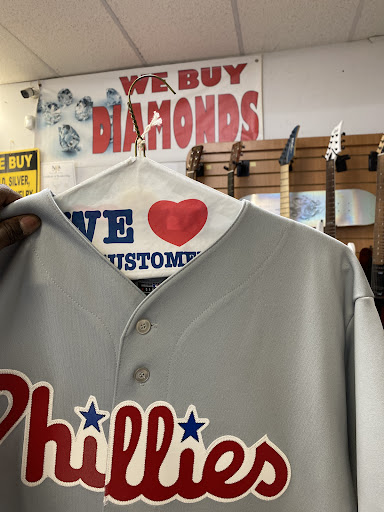 WE BUY
DIAMONDS
E BUY
D, SILVER,
WE ❤
CUSTOME
Phillies